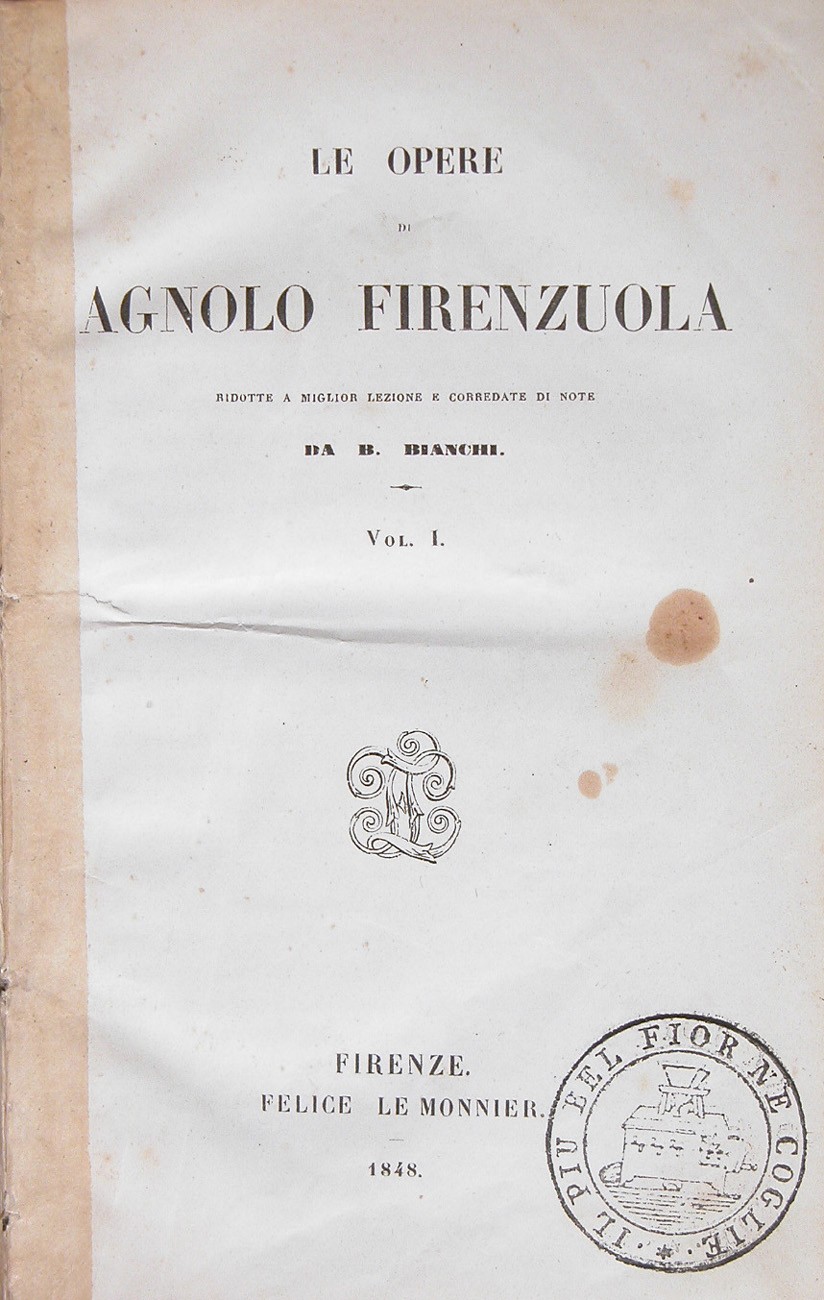 LE OPERE
DI
AGNOLO FIRENZUOLA
RIDOTTE A MIGLIOR LEZIONE E CORREDATE DI NOTE
DA B. BIANCHI.
VOL. I.
FIRENZE.
FELICE LE MONNIER.
1848.
IL PIU BEL FIOR NE COGLIE